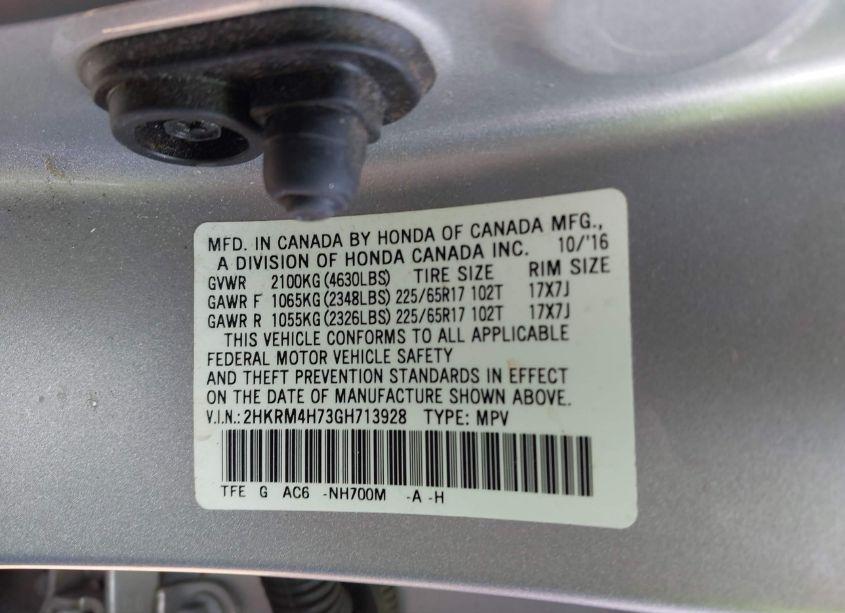 MFD. IN CANADA BY HONDA OF CANADA MFG.,
A DIVISION OF HONDA CANADA INC. 10/'16
GVWR 2100KG(4630LBS) TIRE SIZE RIM SIZE
GAWR F 1065KG(2348LBS) 225/65R17 102T 17X7J
GAWR R 1055KG(2326LBS) 225/65R17 102T 17X7J
THIS VEHICLE CONFORMS TO ALL APPLICABLE
FEDERAL MOTOR VEHICLE SAFETY
AND THEFT PREVENTION STANDARDS IN EFFECT
ON THE DATE OF MANUFACTURE SHOWN ABOVE.
V.I.N.: 2HKRM4H73GH713928 TYPE: MPV
TFE G AC6 -NH700M -A -H